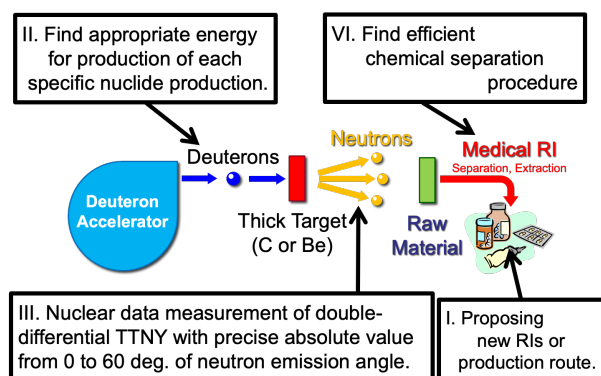 II. Find appropriate energy
for production of each
specific nuclide production.
VI. Find efficient
chemical separation
procedure
Neutrons
Medical RI
Separation, Extraction
Deuterons
Deuteron
Accelerator
Thick Target
(C or Be)
Raw
Material
III. Nuclear data measurement of double-
differential TTNY with precise absolute value
from 0 to 60 deg. of neutron emission angle.
I. Proposing
new RIs or
production route.